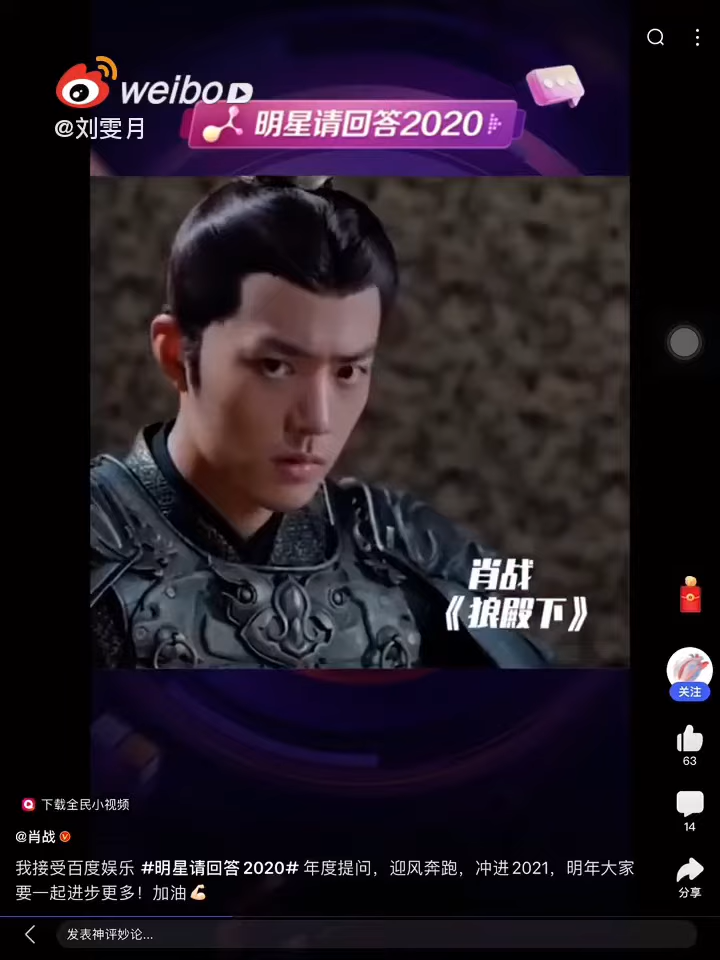 weibo
@刘雯月
明星请回答2020
肖战
《狼殿下》
关注
63
14
分享
下载全民小视频
@肖战
我接受百度娱乐 #明星请回答2020# 年度提问，迎风奔跑，冲进2021，明年大家
要一起进步更多！加油💪🏻
发表神评妙论...